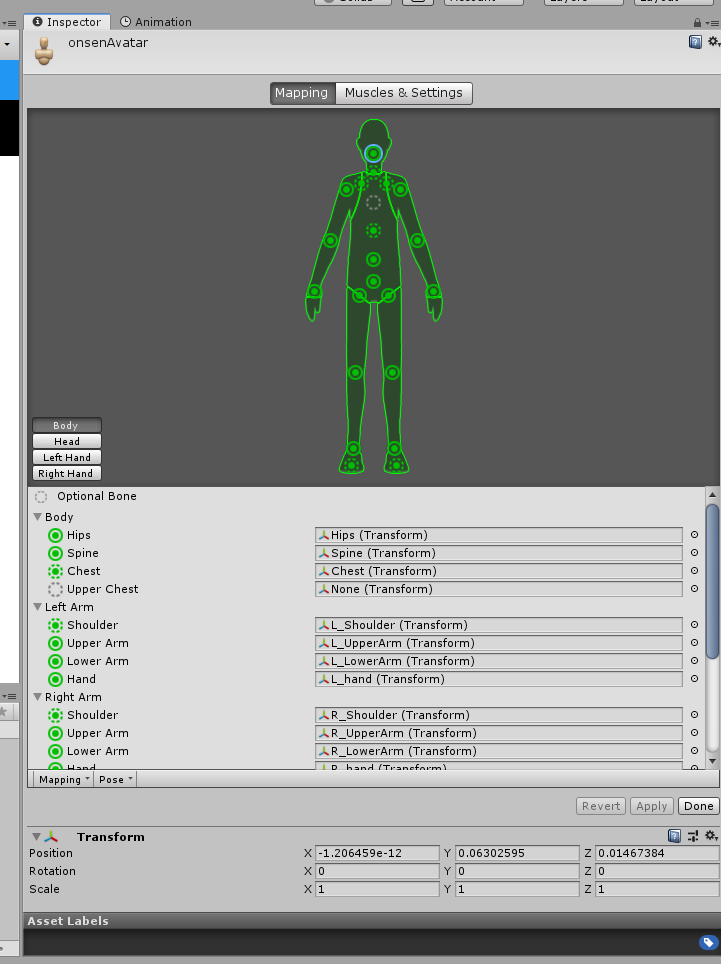 Inspector
Animation
onsenAvatar
Mapping
Muscles & Settings
Body
Head
Left Hand
Right Hand
Optional Bone
Body
Hips
Hips (Transform)
Spine
Spine (Transform)
Chest
Chest (Transform)
Upper Chest
None (Transform)
Left Arm
Shoulder
L_Shoulder (Transform)
Upper Arm
L_UpperArm (Transform)
Lower Arm
L_LowerArm (Transform)
Hand
L_hand (Transform)
Right Arm
Shoulder
R_Shoulder (Transform)
Upper Arm
R_UpperArm (Transform)
Lower Arm
R_LowerArm (Transform)
Hand
R_hand (Transform)
Mapping
Pose
Revert
Apply
Done
Transform
Position
X -1.206459e-12
Y 0.06302595
Z 0.01467384
Rotation
X 0
Y 0
Z 0
Scale
X 1
Y 1
Z 1
Asset Labels